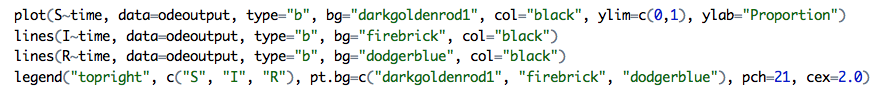 plot(S~time, data=odeoutput, type="b", bg="darkgoldenrod1", col="black", ylim=c(0,1), ylab="Proportion")
lines(I~time, data=odeoutput, type="b", bg="firebrick", col="black")
lines(R~time, data=odeoutput, type="b", bg="dodgerblue", col="black")
legend("topright", c("S", "I", "R"), pt.bg=c("darkgoldenrod1", "firebrick", "dodgerblue"), pch=21, cex=2.0)